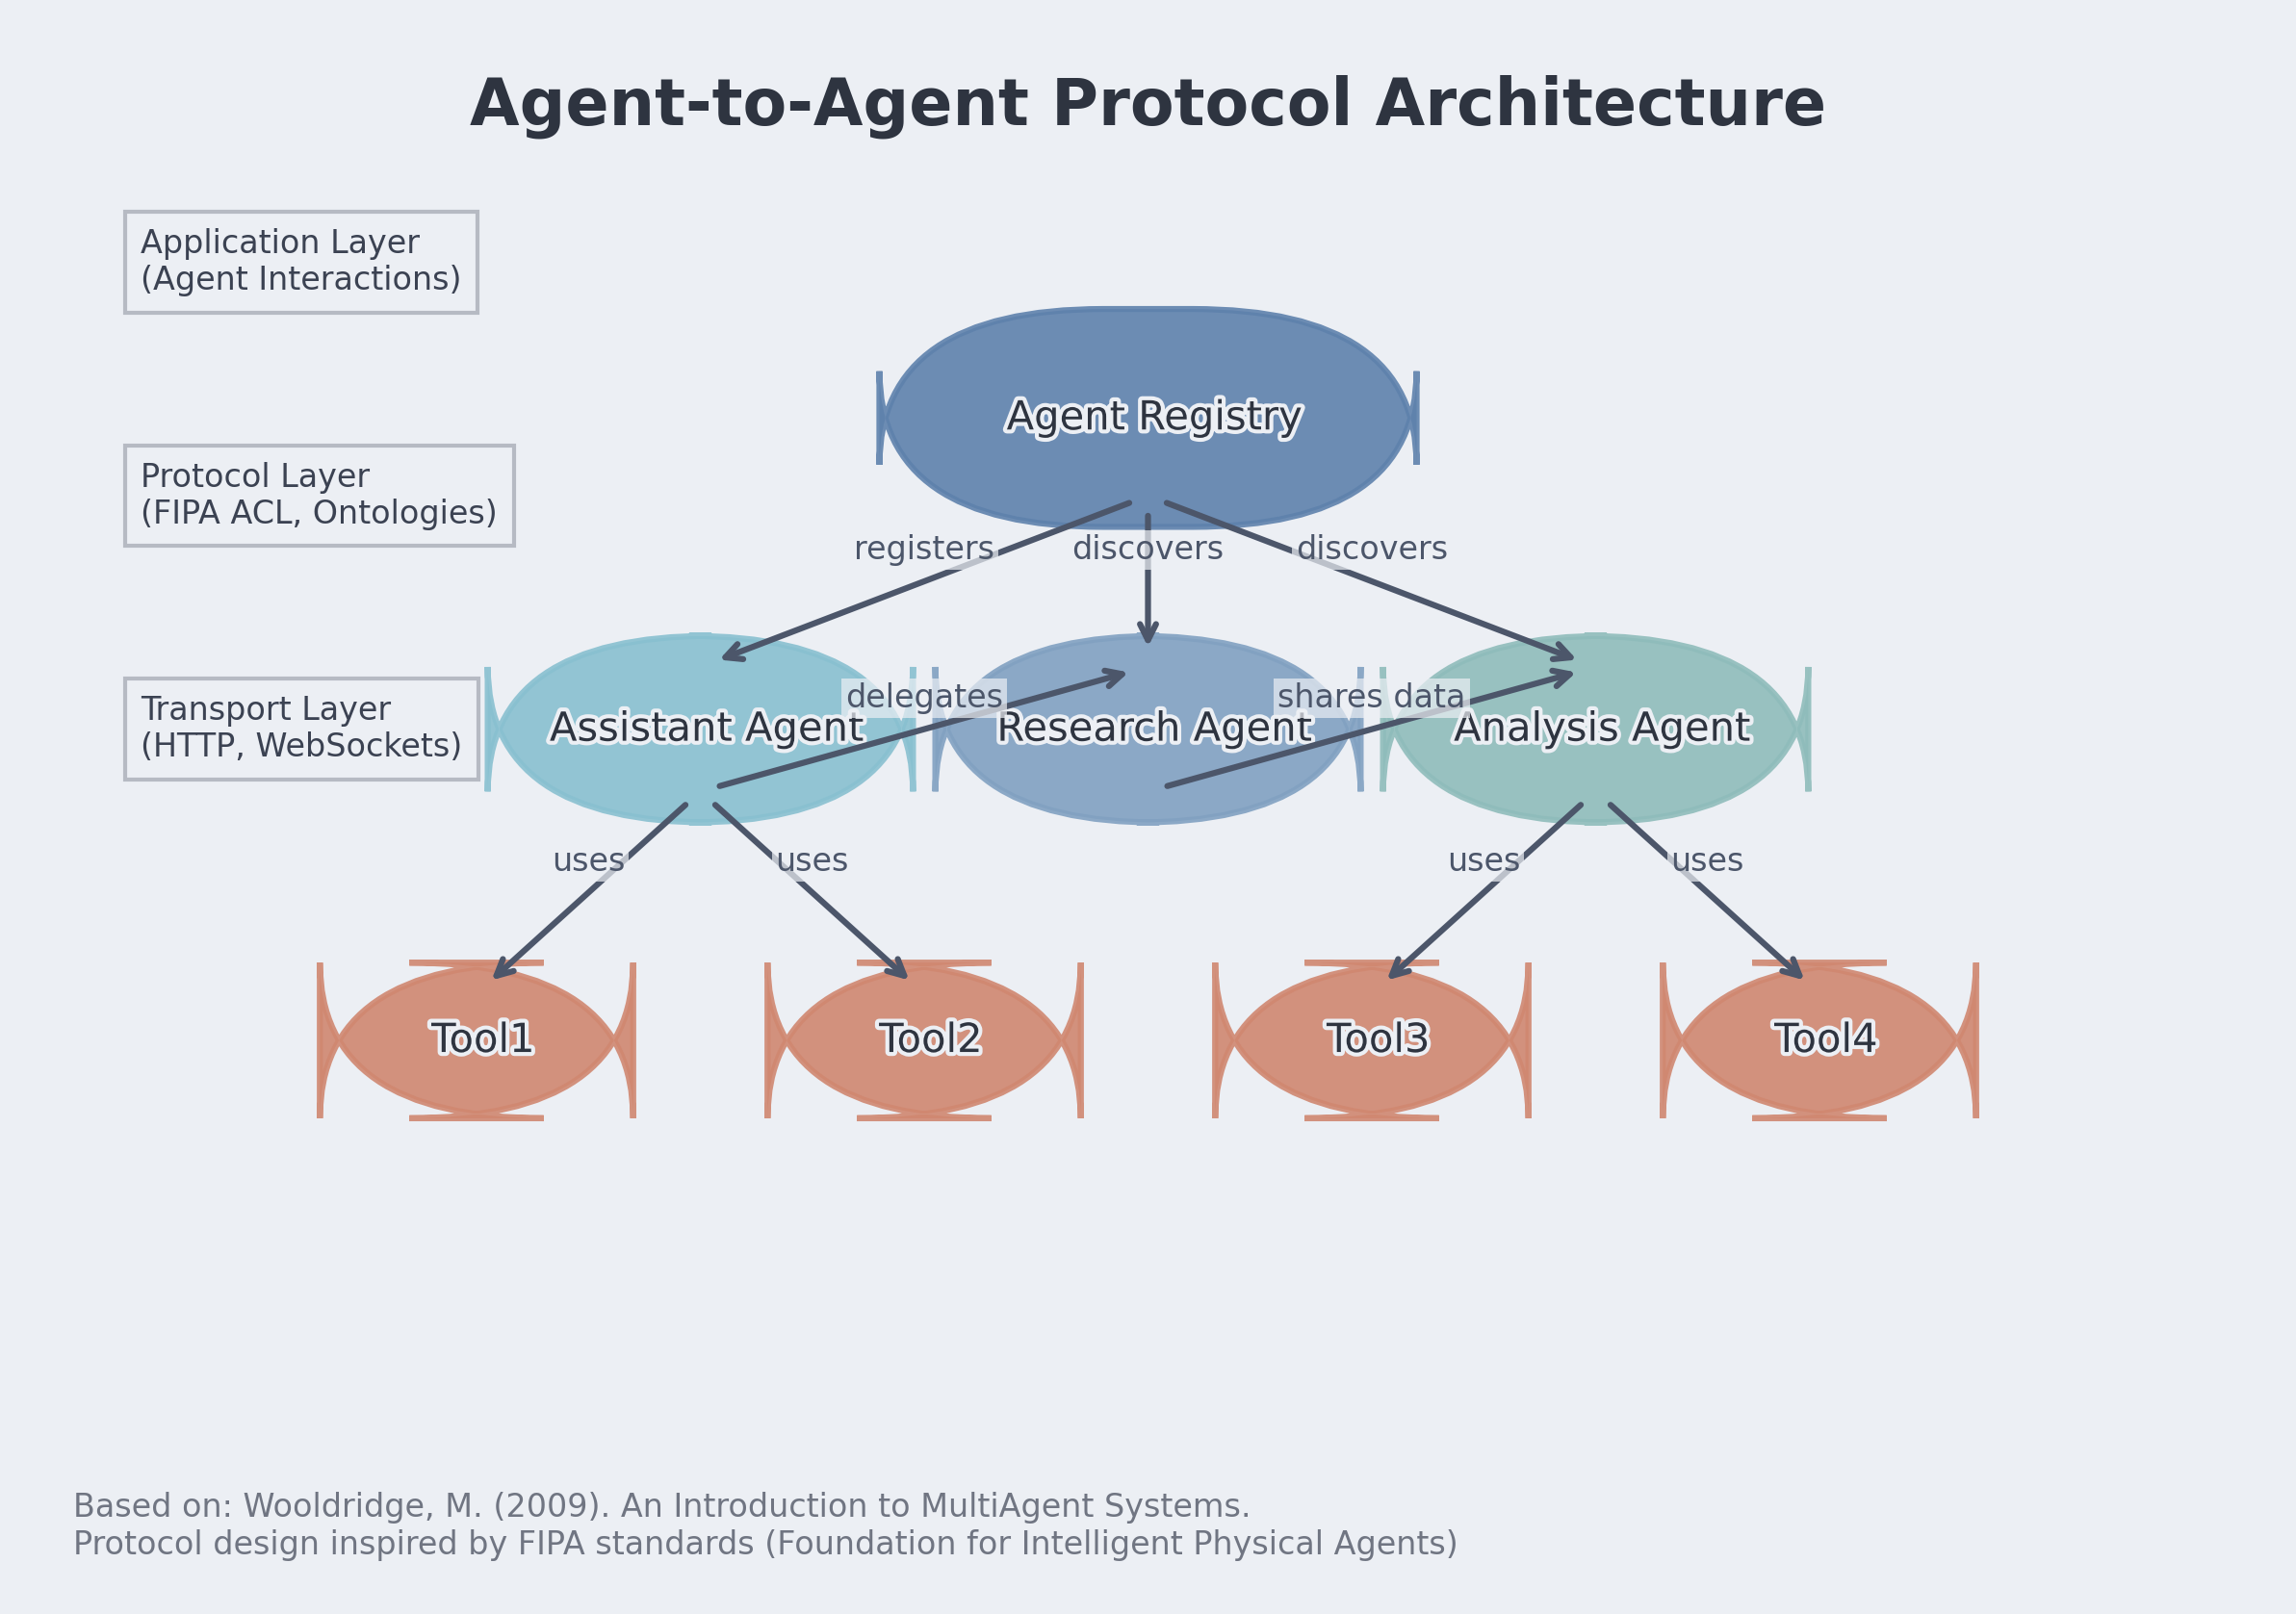 Agent-to-Agent Protocol Architecture
Application Layer
(Agent Interactions)
Agent Registry
Protocol Layer
(FIPA ACL, Ontologies)
registers
discovers
discovers
Transport Layer
(HTTP, WebSockets)
delegates
shares data
Assistant Agent
Research Agent
Analysis Agent
uses
uses
uses
uses
Tool1
Tool2
Tool3
Tool4
Based on: Wooldridge, M. (2009). An Introduction to MultiAgent Systems.
Protocol design inspired by FIPA standards (Foundation for Intelligent Physical Agents)